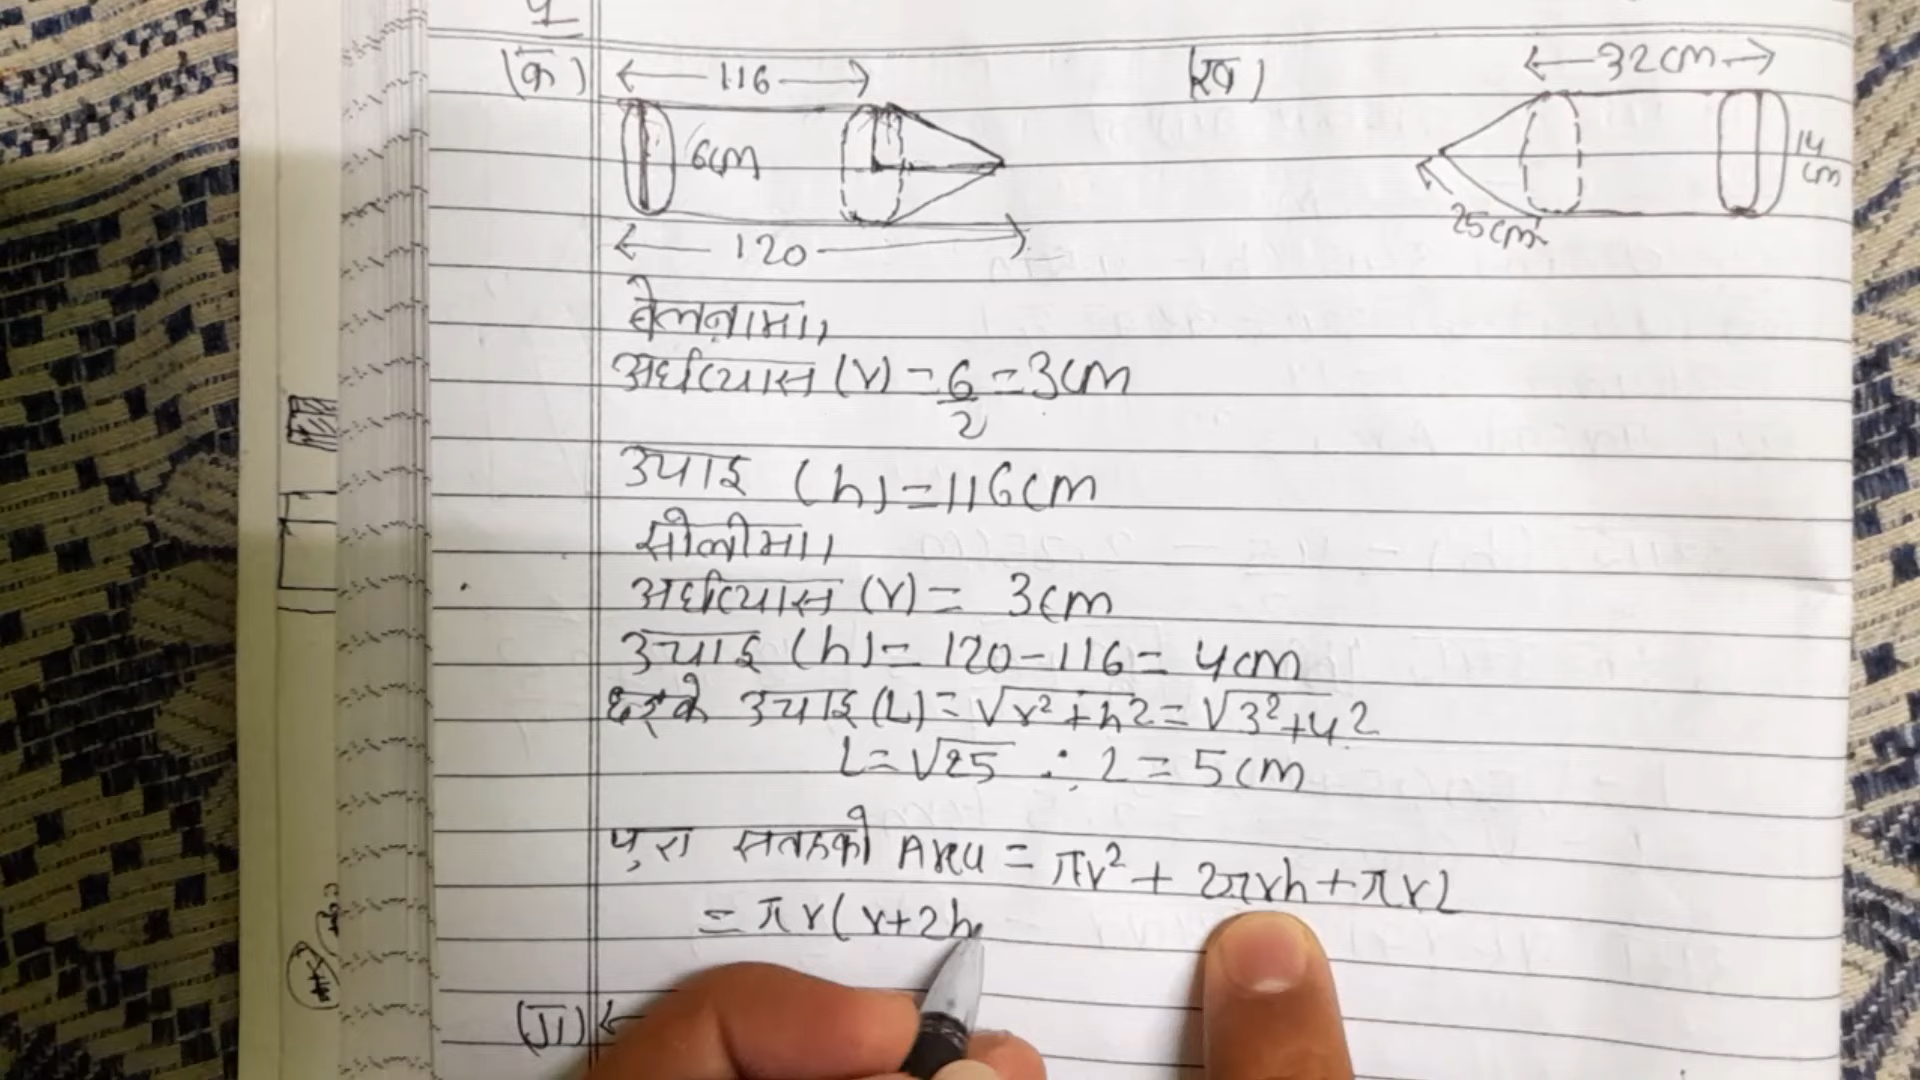 ५
(क)
116
6cm
120
(ख)
32cm
14
cm
25cm
बेलनामा,
अर्धव्यास (r) = 6/2 = 3cm
उचाइ (h) = 116cm
सोलीमा,
अर्धव्यास (r) = 3cm
उचाइ (h) = 120-116 = 4cm
उचाइ (L) = √r²+h2 = √3²+42
L = √25 ∴ L = 5cm
पुरा सतहको Area = πr² + 2πrh + πrl
= πr( r+2h
(ग)